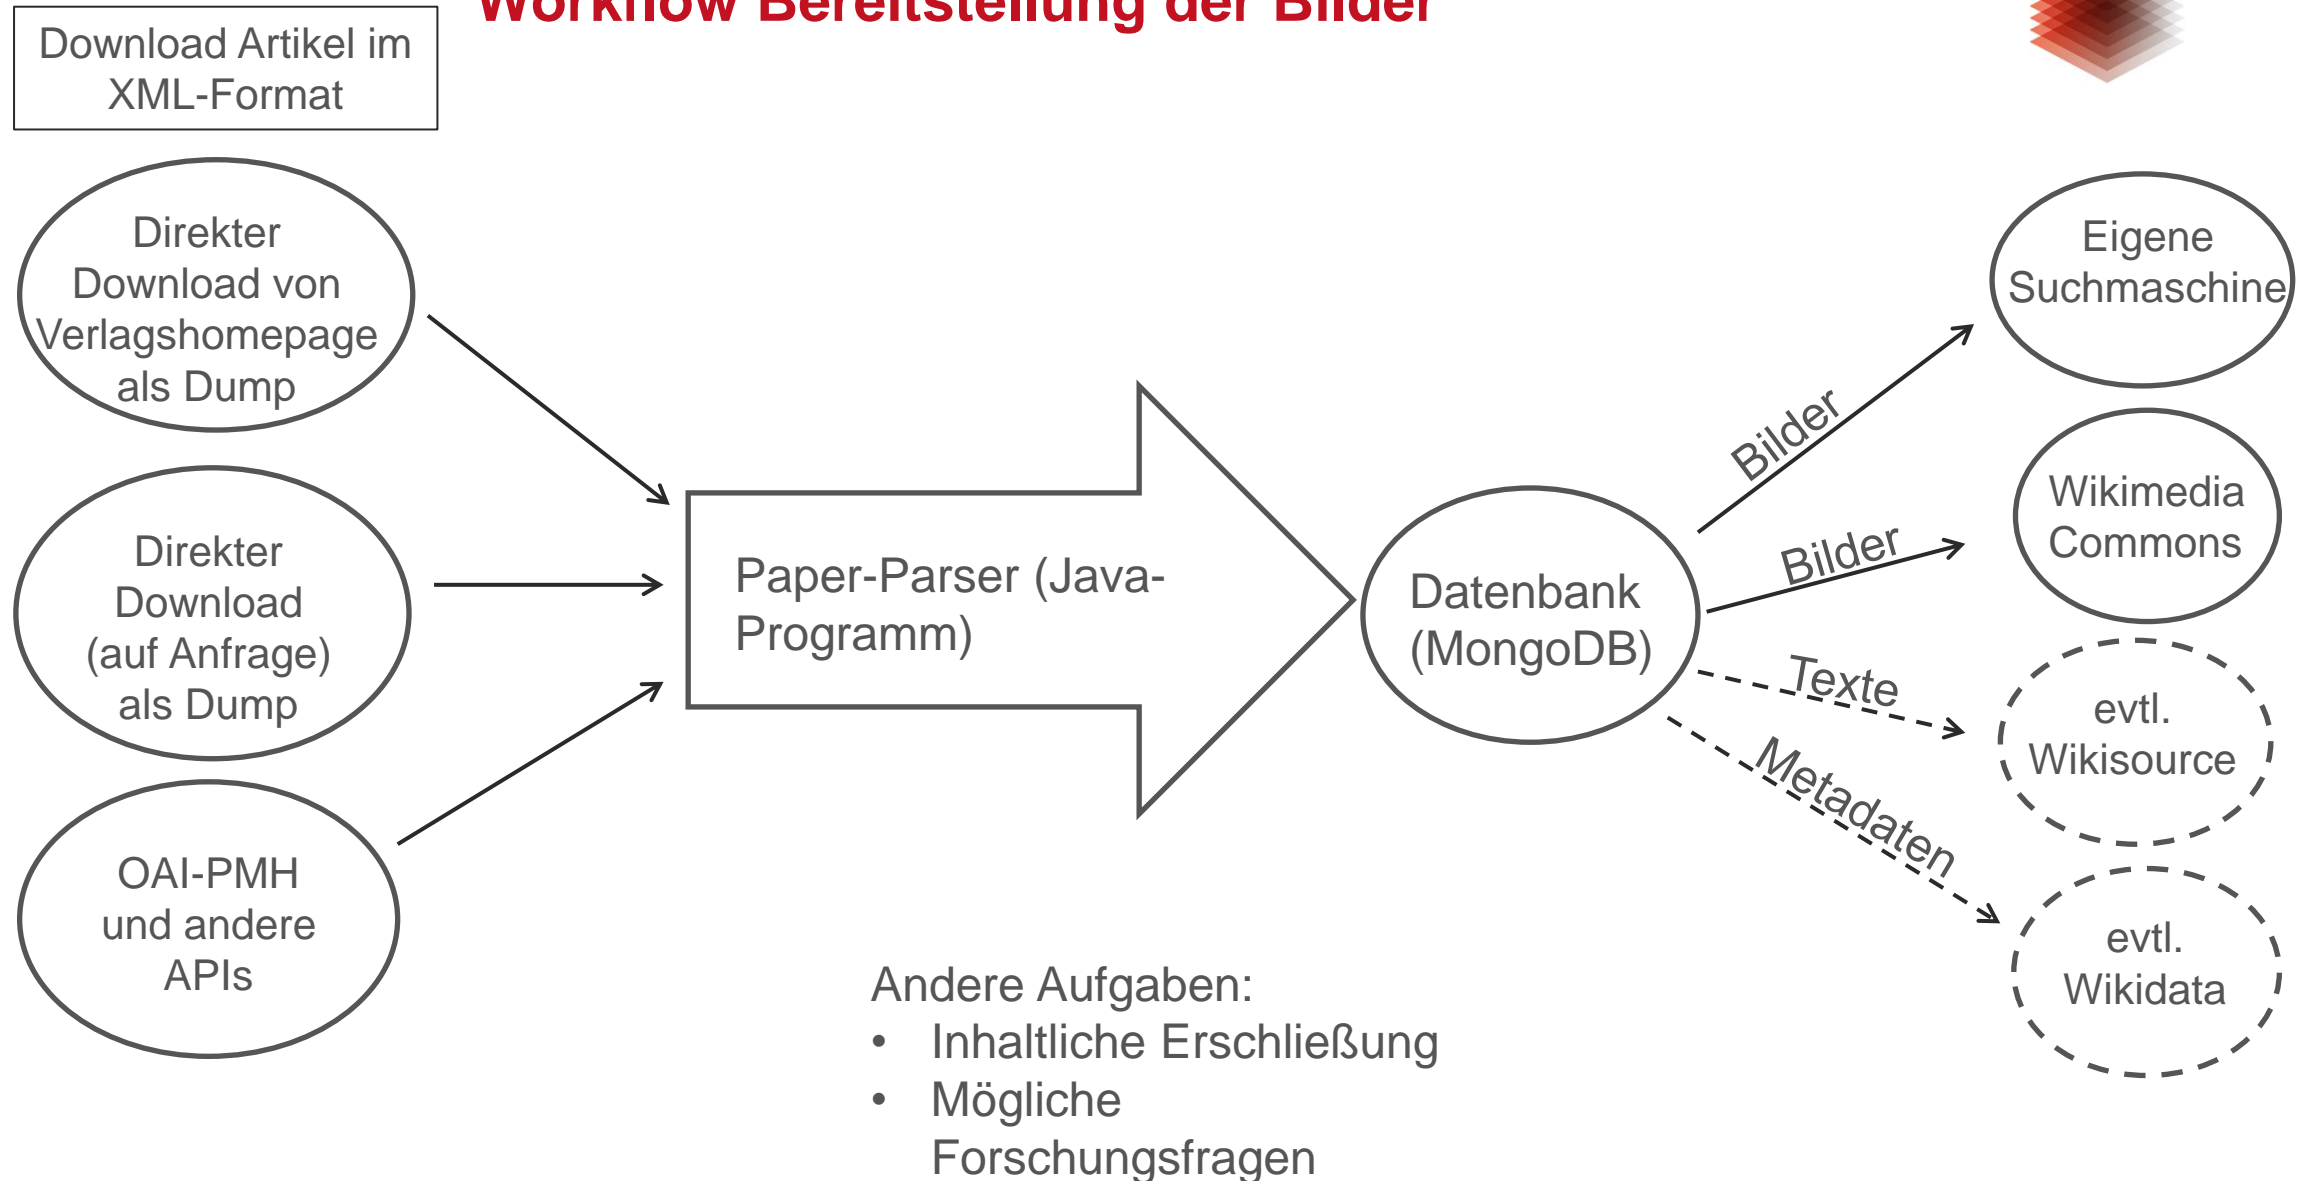 Workflow Bereitstellung der Bilder
Download Artikel im
XML-Format
Direkter
Download von
Verlagshomepage
als Dump
Direkter
Download
(auf Anfrage)
als Dump
OAI-PMH
und andere
APIs
Paper-Parser (Java-
Programm)
Datenbank
(MongoDB)
Bilder
Bilder
Texte
Metadaten
Eigene
Suchmaschine
Wikimedia
Commons
evtl.
Wikisource
evtl.
Wikidata
Andere Aufgaben:
• Inhaltliche Erschließung
• Mögliche
Forschungsfragen